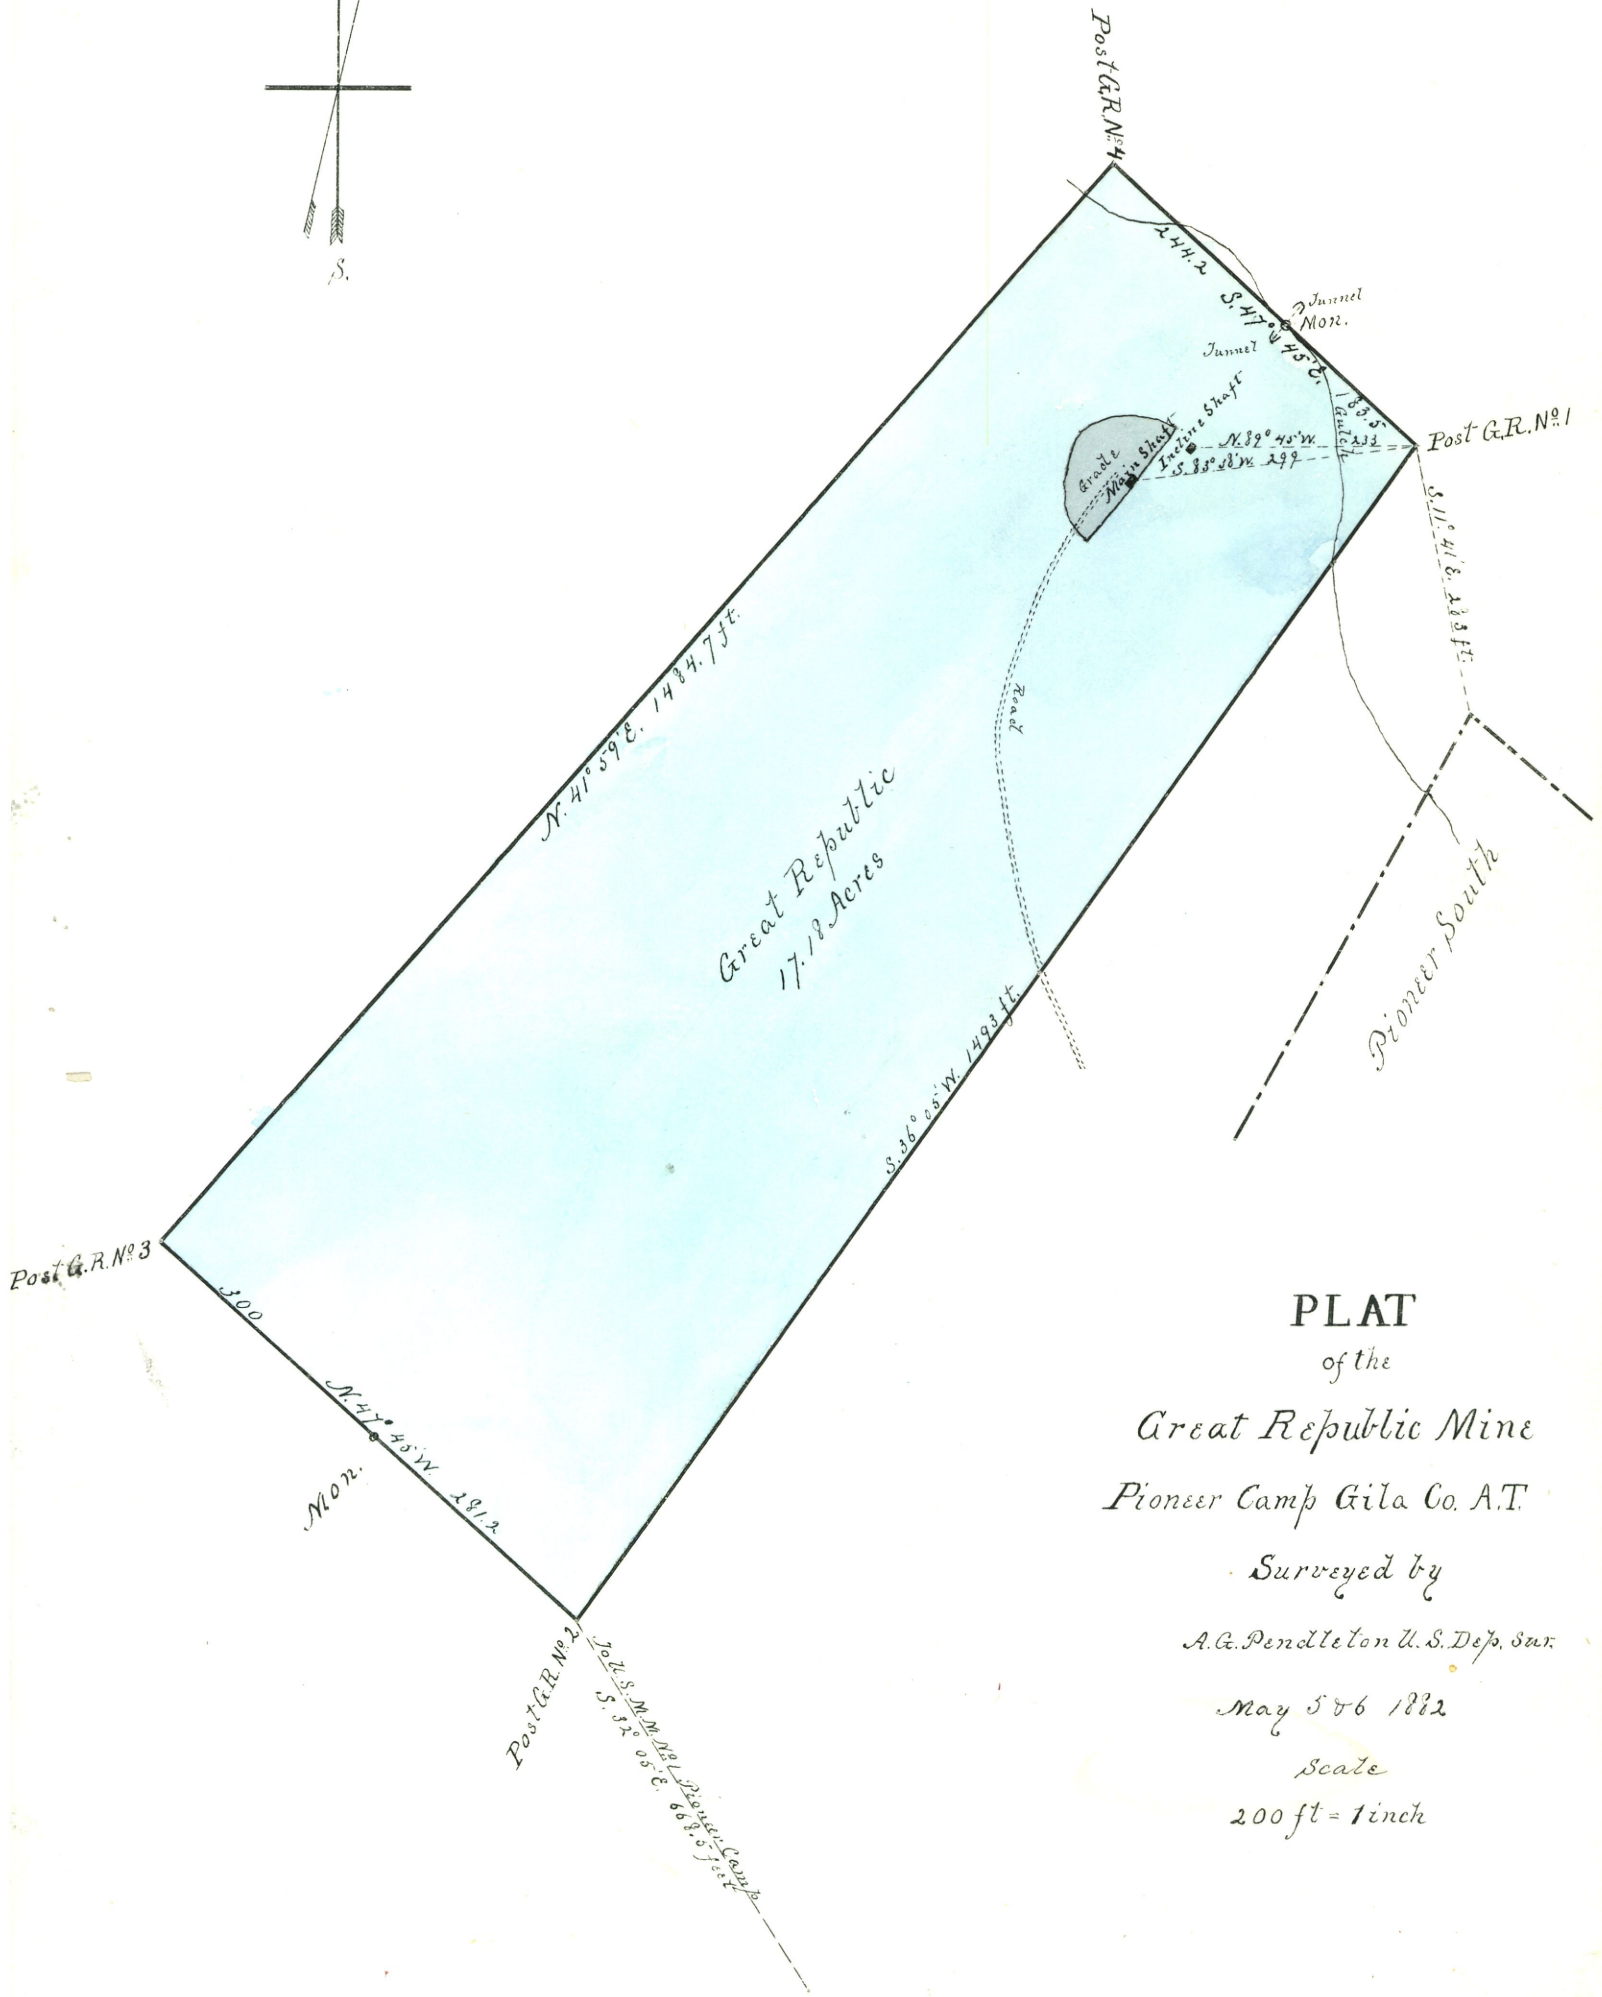 S.
Post G.R. Nº 4
244.2
S. 47° 45' E.
183.5
Tunnel
Mon.
Tunnel
Gulch
Post G.R. Nº 1
Incline Shaft
Main Shaft
Grade
N. 89° 45' W. 233
S. 83° 58' W. 299
S. 11° 41' E. 283 ft.
Road
N. 41° 59' E. 1484.7 ft.
Great Republic
17.18 Acres
Pioneer South
S. 36° 05' W. 1493 ft.
Post G.R. Nº 3
300
N. 47° 45' W.
281.2
Mon.
Post G.R. Nº 2
To U.S.M.M. Nº 1 Pioneer Camp
S. 32° 05' E. 668.5 feet
PLAT
of the
Great Republic Mine
Pioneer Camp Gila Co. A.T.
Surveyed by
A.G. Pendleton U.S. Dep. Sur.
May 5 & 6 1882
Scale
200 ft = 1 inch